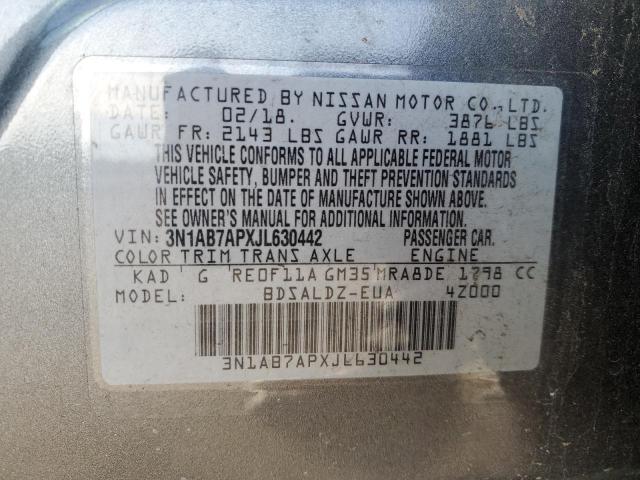 MANUFACTURED BY NISSAN MOTOR CO., LTD.
DATE: 02/18. GVWR: 3876 LBS
GAWR FR: 2143 LBS GAWR RR: 1881 LBS
THIS VEHICLE CONFORMS TO ALL APPLICABLE FEDERAL MOTOR
VEHICLE SAFETY, BUMPER AND THEFT PREVENTION STANDARDS
IN EFFECT ON THE DATE OF MANUFACTURE SHOWN ABOVE.
SEE OWNER'S MANUAL FOR ADDITIONAL INFORMATION.
VIN: 3N1AB7APXJL630442 PASSENGER CAR.
COLOR TRIM TRANS AXLE ENGINE
KAD G RE0F11A GM35 MRA8DE 1798 CC
MODEL: BDSALDZ-EUA 4Z000
3N1AB7APXJL630442